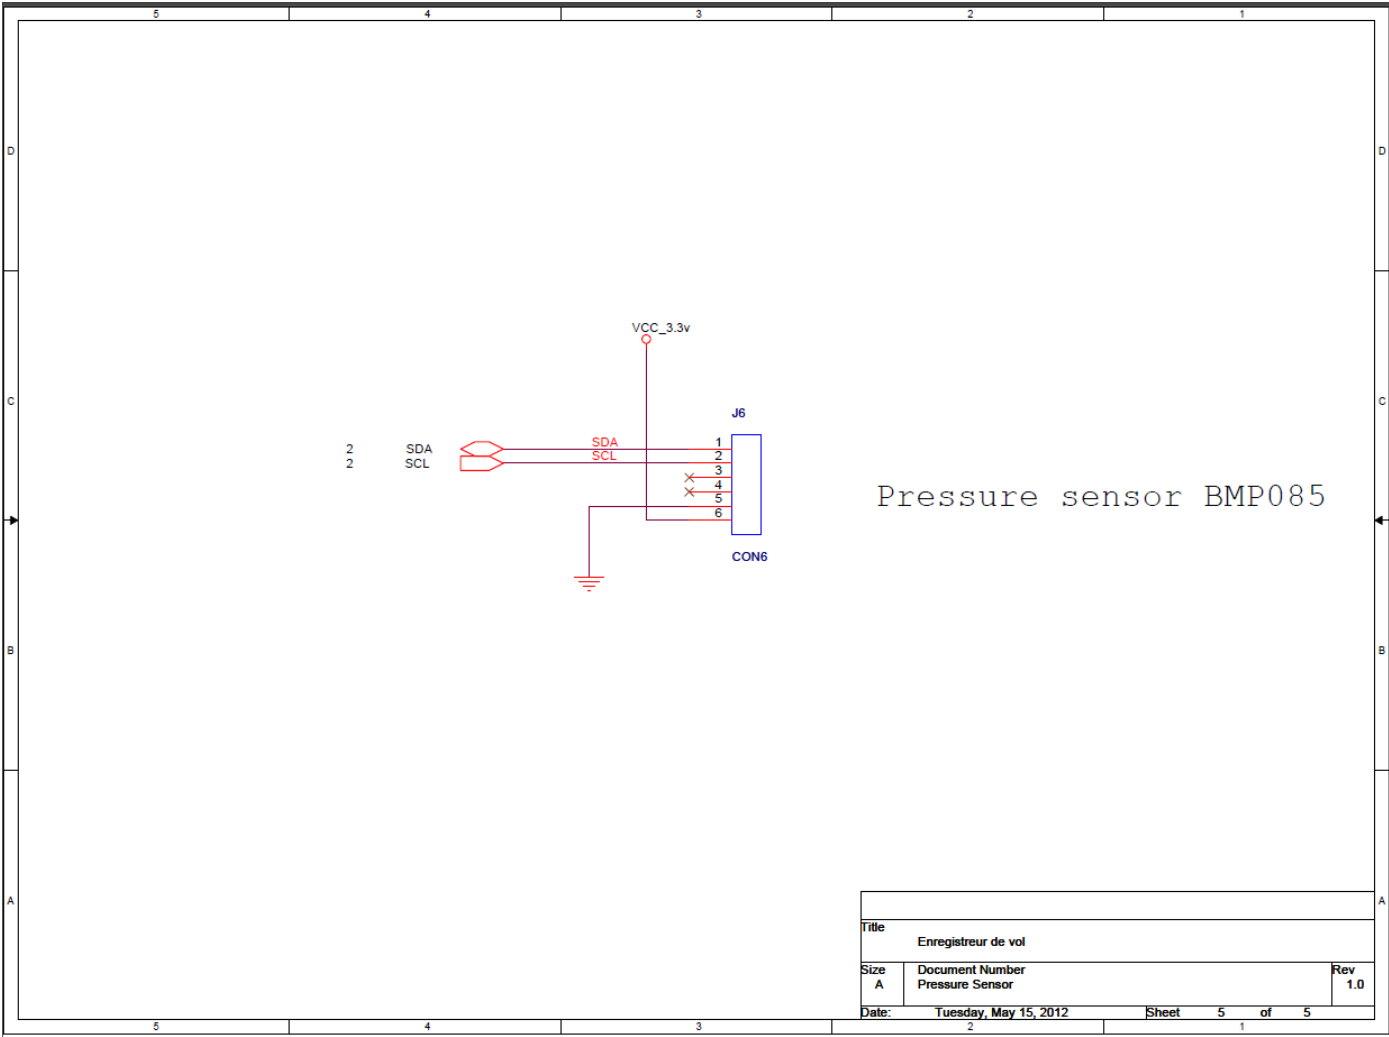 5 4 3 2 1
D D
VCC_3.3v
C C
J6
2 SDA SDA 1
2 SCL SCL 2
3
4
5
6
Pressure sensor BMP085
CON6
B B
A A
Title
Enregistreur de vol
Size Document Number Rev
A Pressure Sensor 1.0
Date: Tuesday, May 15, 2012 Sheet 5 of 5
5 4 3 2 1